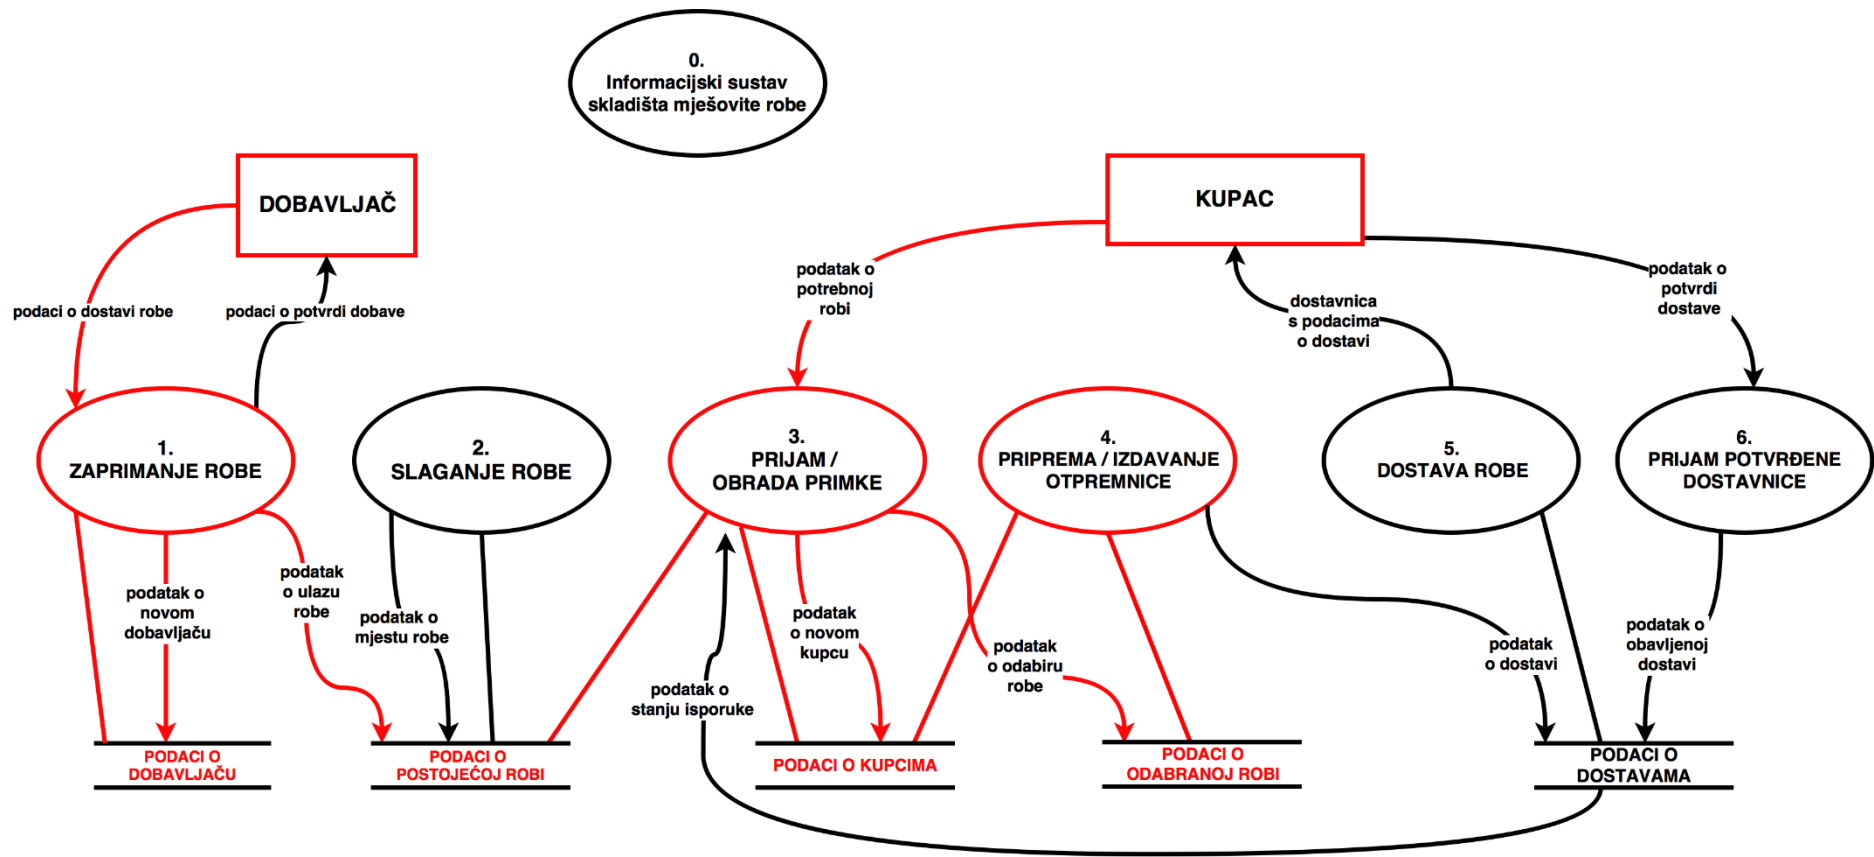 0.
Informacijski sustav
skladišta mješovite robe
DOBAVLJAČ
KUPAC
podaci o dostavi robe
podaci o potvrdi dobave
podatak o
potrebnoj
robi
dostavnica
s podacima
o dostavi
podatak o
potvrdi
dostave
1.
ZAPRIMANJE ROBE
2.
SLAGANJE ROBE
3.
PRIJAM /
OBRADA PRIMKE
4.
PRIPREMA / IZDAVANJE
OTPREMNICE
5.
DOSTAVA ROBE
6.
PRIJAM POTVRĐENE
DOSTAVNICE
podatak o
novom
dobavljaču
podatak
o ulazu
robe
podatak o
mjestu robe
podatak o
stanju isporuke
podatak
o novom
kupcu
podatak
o odabiru
robe
podatak
o dostavi
podatak o
obavljenoj
dostavi
PODACI O
DOBAVLJAČU
PODACI O
POSTOJEĆOJ ROBI
PODACI O KUPCIMA
PODACI O
ODABRANOJ ROBI
PODACI O
DOSTAVAMA